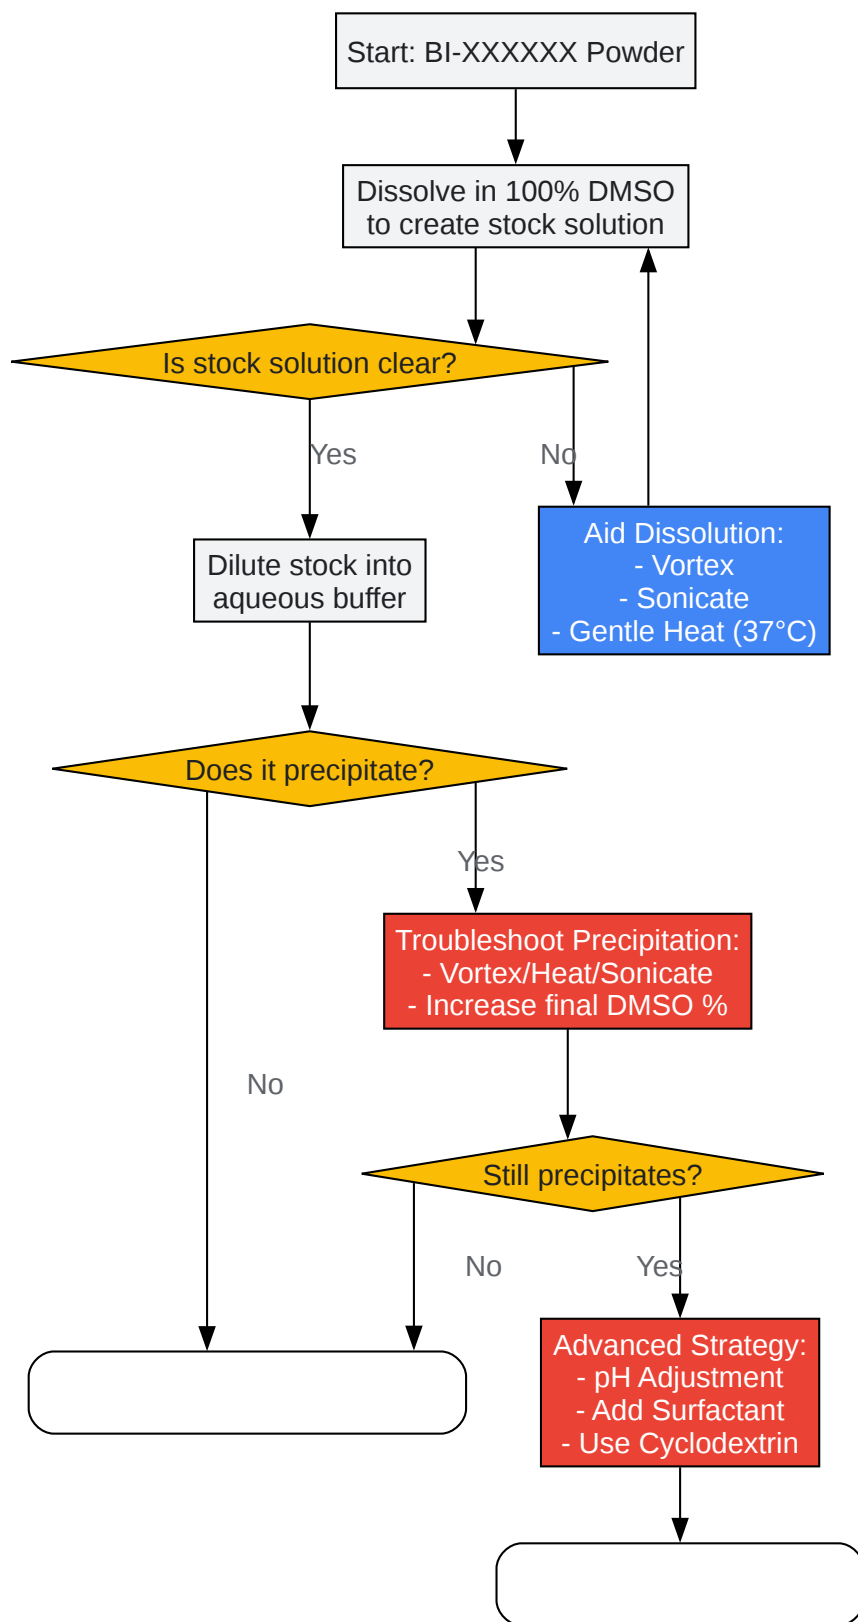 Start: BI-XXXXXX Powder
Dissolve in 100% DMSO
to create stock solution
Is stock solution clear?
Yes
No
Dilute stock into
aqueous buffer
Aid Dissolution:
- Vortex
- Sonicate
- Gentle Heat (37°C)
Does it precipitate?
Yes
Troubleshoot Precipitation:
- Vortex/Heat/Sonicate
- Increase final DMSO %
No
Still precipitates?
No
Yes
Advanced Strategy:
- pH Adjustment
- Add Surfactant
- Use Cyclodextrin